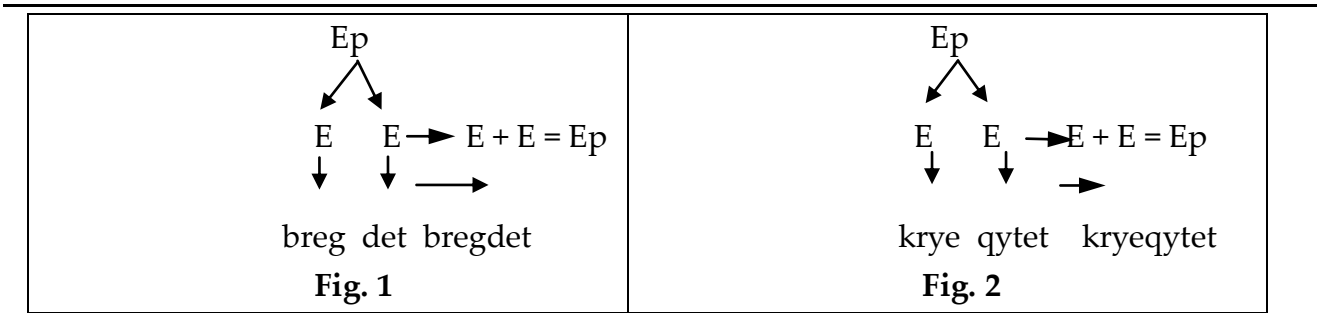 Ep
E E E + E = Ep
breg det bregdet
Fig. 1
Ep
E E E + E = Ep
krye qytet kryeqytet
Fig. 2